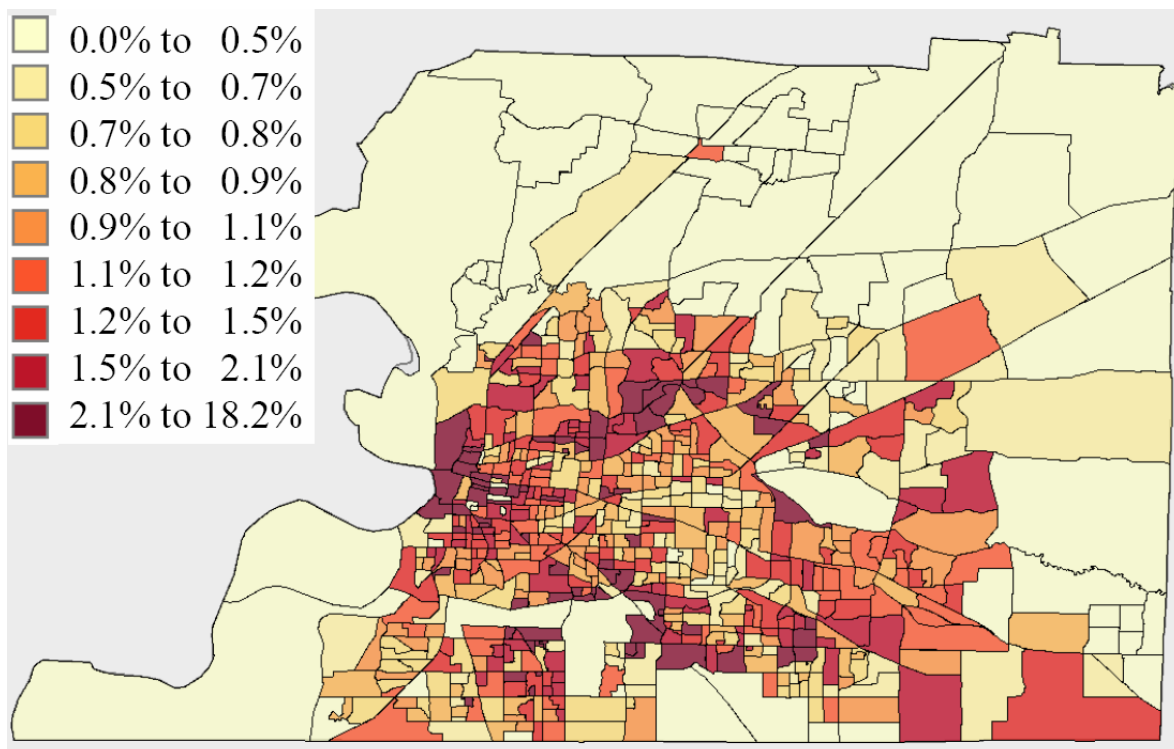 0.0% to 0.5%
0.5% to 0.7%
0.7% to 0.8%
0.8% to 0.9%
0.9% to 1.1%
1.1% to 1.2%
1.2% to 1.5%
1.5% to 2.1%
2.1% to 18.2%